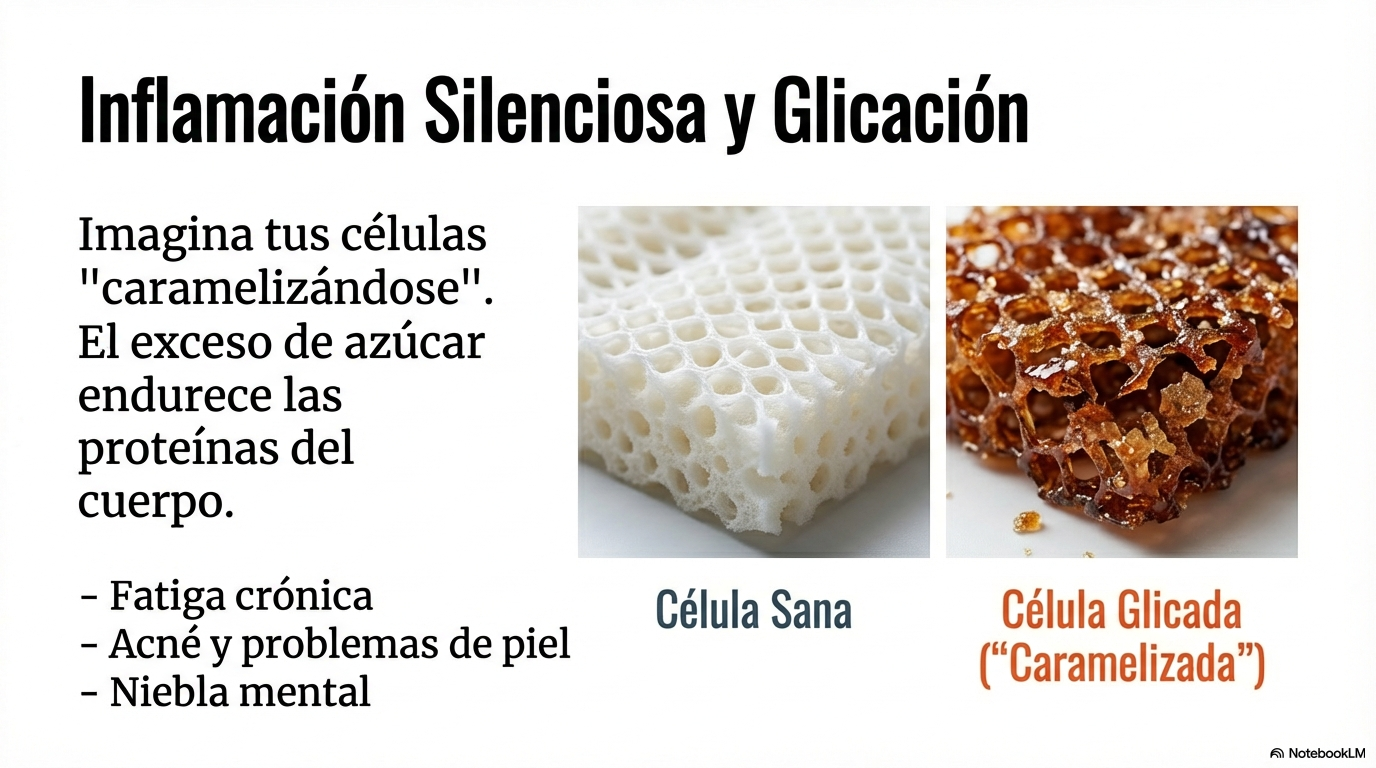 Inflamación Silenciosa y Glicación
Imagina tus células
"caramelizándose".
El exceso de azúcar
endurece las
proteínas del
cuerpo.
- Fatiga crónica
- Acné y problemas de piel
- Niebla mental
Célula Sana
Célula Glicada
(“Caramelizada”)
NotebookLM